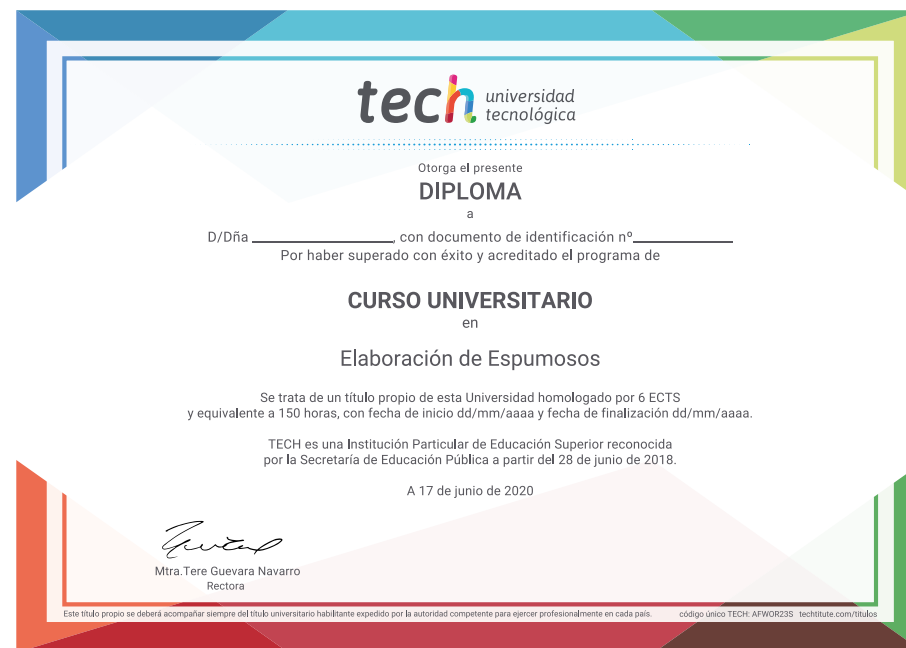 tech universidad
tecnológica
Otorga el presente
DIPLOMA
a
D/Dña ____________________, con documento de identificación nº______________
Por haber superado con éxito y acreditado el programa de
CURSO UNIVERSITARIO
en
Elaboración de Espumosos
Se trata de un título propio de esta Universidad homologado por 6 ECTS
y equivalente a 150 horas, con fecha de inicio dd/mm/aaaa y fecha de finalización dd/mm/aaaa.
TECH es una Institución Particular de Educación Superior reconocida
por la Secretaría de Educación Pública a partir del 28 de junio de 2018.
A 17 de junio de 2020
Mtra.Tere Guevara Navarro
Rectora
Este título propio se deberá acompañar siempre del título universitario habilitante expedido por la autoridad competente para ejercer profesionalmente en cada país. código único TECH: AFWOR23S techtitute.com/titulos